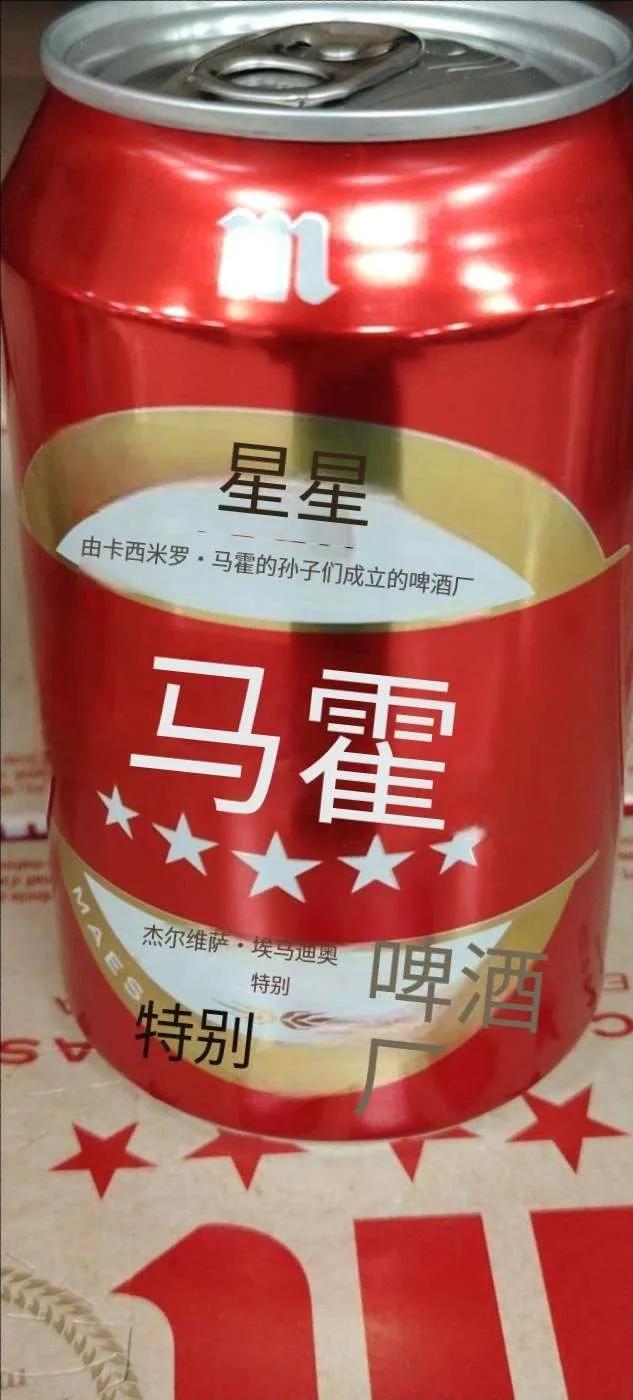 m
星星
由卡西米罗·马霍的孙子们成立的啤酒厂
马霍
杰尔维萨·埃马迪奥
特别
MAES
特别
啤酒
厂